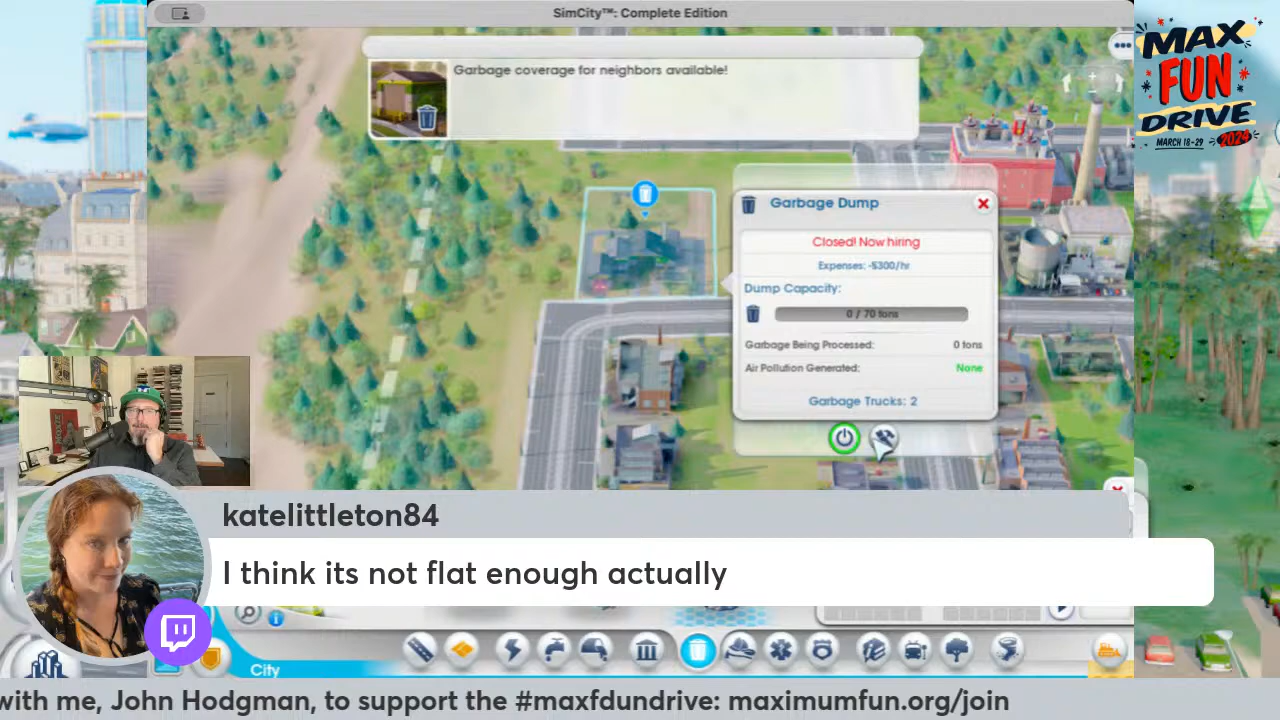 SimCity™: Complete Edition
MAX
FUN
DRIVE
MARCH 18-29
2024
Garbage coverage for neighbors available!
Garbage Dump
Closed! Now hiring
Expenses: -§300/hr
Dump Capacity:
0 / 70 tons
Garbage Being Processed: 0 tons
Air Pollution Generated: None
Garbage Trucks: 2
katelittleton84
I think its not flat enough actually
City
with me, John Hodgman, to support the #maxfdundrive: maximumfun.org/join